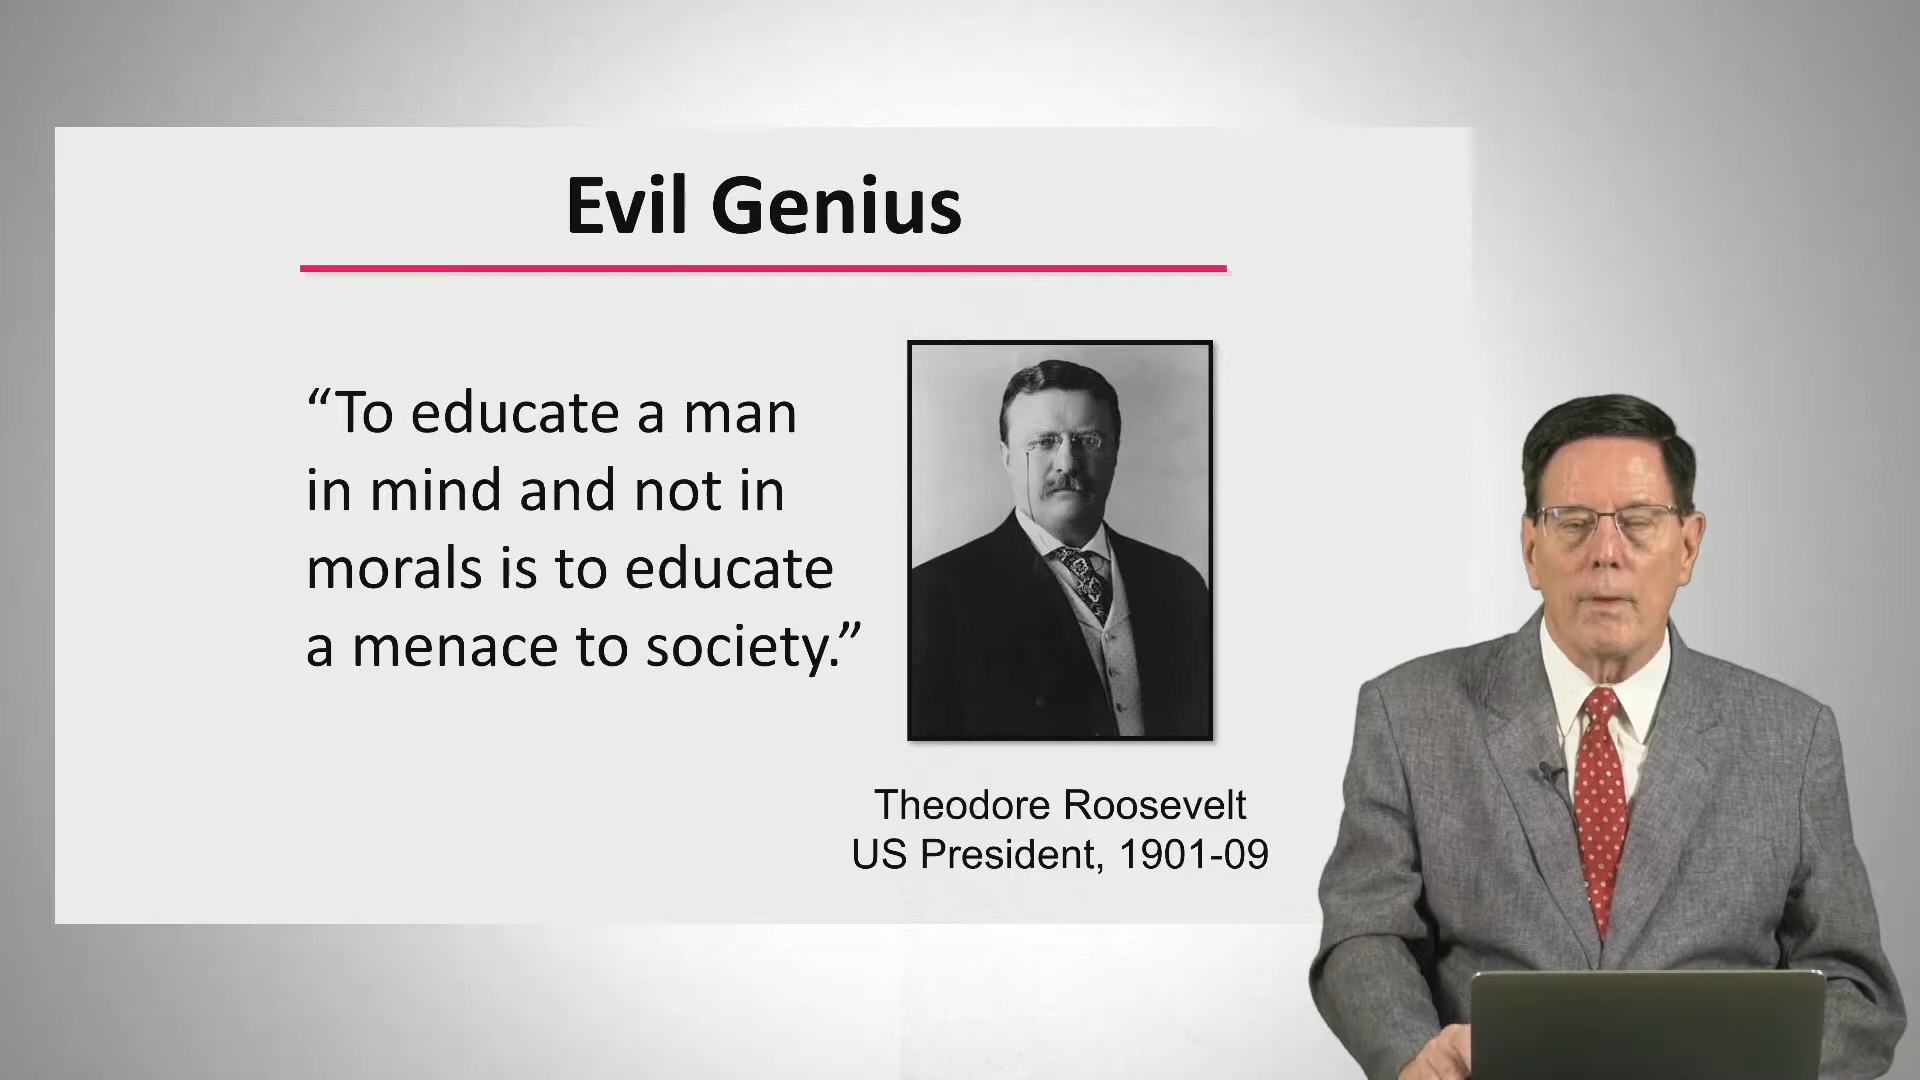 Evil Genius
“To educate a man
in mind and not in
morals is to educate
a menace to society.”
Theodore Roosevelt
US President, 1901-09